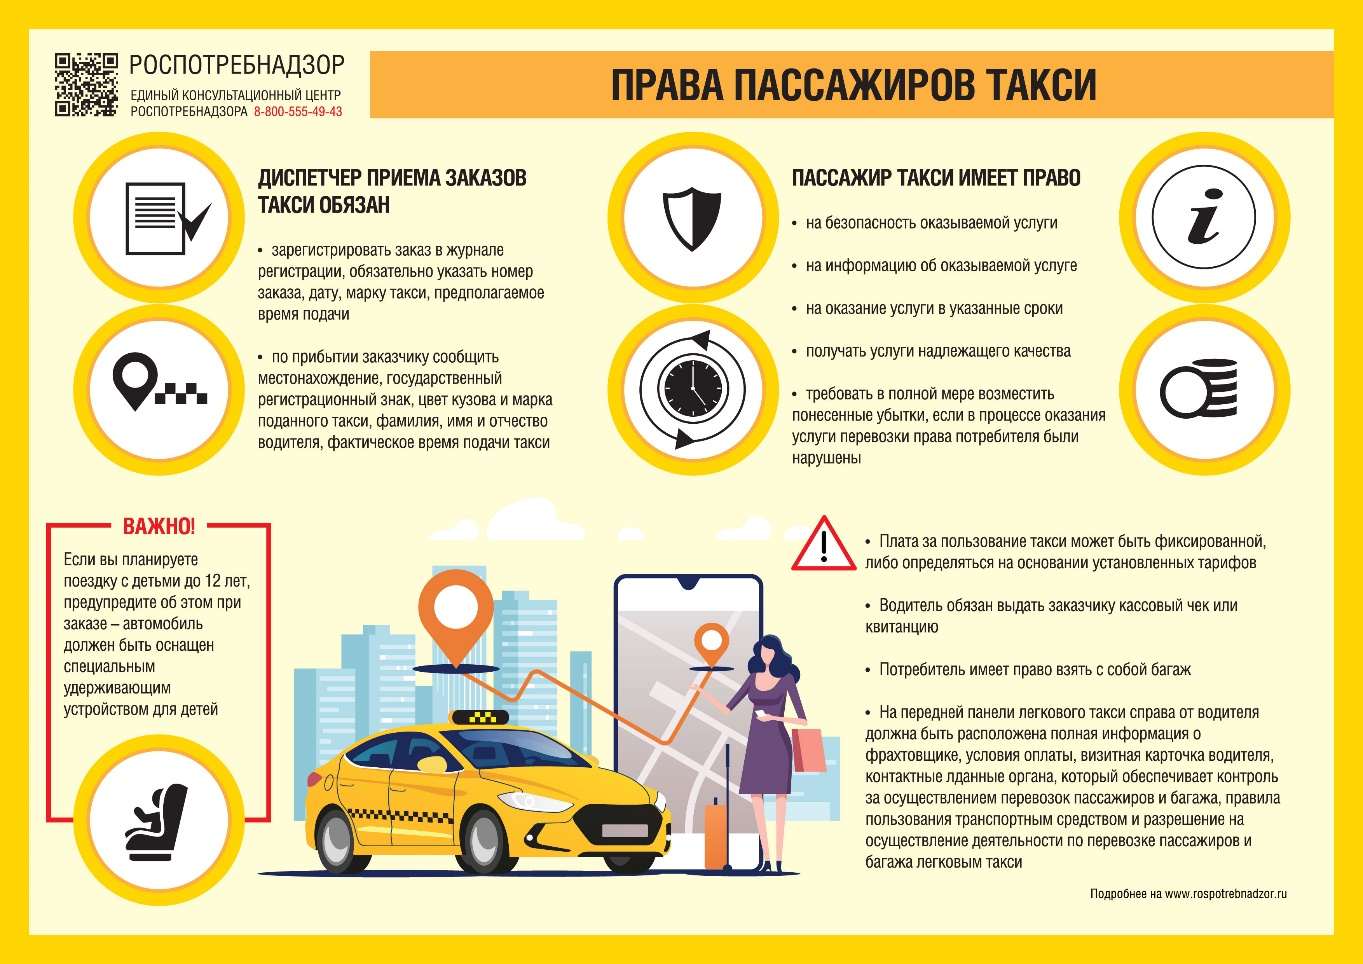 РОСПОТРЕБНАДЗОР
ЕДИНЫЙ КОНСУЛЬТАЦИОННЫЙ ЦЕНТР
РОСПОТРЕБНАДЗОРА 8-800-555-49-43
ПРАВА ПАССАЖИРОВ ТАКСИ
ДИСПЕТЧЕР ПРИЕМА ЗАКАЗОВ
ТАКСИ ОБЯЗАН
• зарегистрировать заказ в журнале
регистрации, обязательно указать номер
заказа, дату, марку такси, предполагаемое
время подачи
• по прибытии заказчику сообщить
местонахождение, государственный
регистрационный знак, цвет кузова и марка
поданного такси, фамилия, имя и отчество
водителя, фактическое время подачи такси
ПАССАЖИР ТАКСИ ИМЕЕТ ПРАВО
• на безопасность оказываемой услуги
• на информацию об оказываемой услуге
• на оказание услуги в указанные сроки
• получать услуги надлежащего качества
• требовать в полной мере возместить
понесенные убытки, если в процессе оказания
услуги перевозки права потребителя были
нарушены
i
ВАЖНО!
Если вы планируете
поездку с детьми до 12 лет,
предупредите об этом при
заказе – автомобиль
должен быть оснащен
специальным
удерживающим
устройством для детей
!
• Плата за пользование такси может быть фиксированной,
либо определяться на основании установленных тарифов
• Водитель обязан выдать заказчику кассовый чек или
квитанцию
• Потребитель имеет право взять с собой багаж
• На передней панели легкового такси справа от водителя
должна быть расположена полная информация о
фрахтовщике, условия оплаты, визитная карточка водителя,
контактные лданные органа, который обеспечивает контроль
за осуществлением перевозок пассажиров и багажа, правила
пользования транспортным средством и разрешение на
осуществление деятельности по перевозке пассажиров и
багажа легковым такси
Подробнее на www.rospotrebnadzor.ru